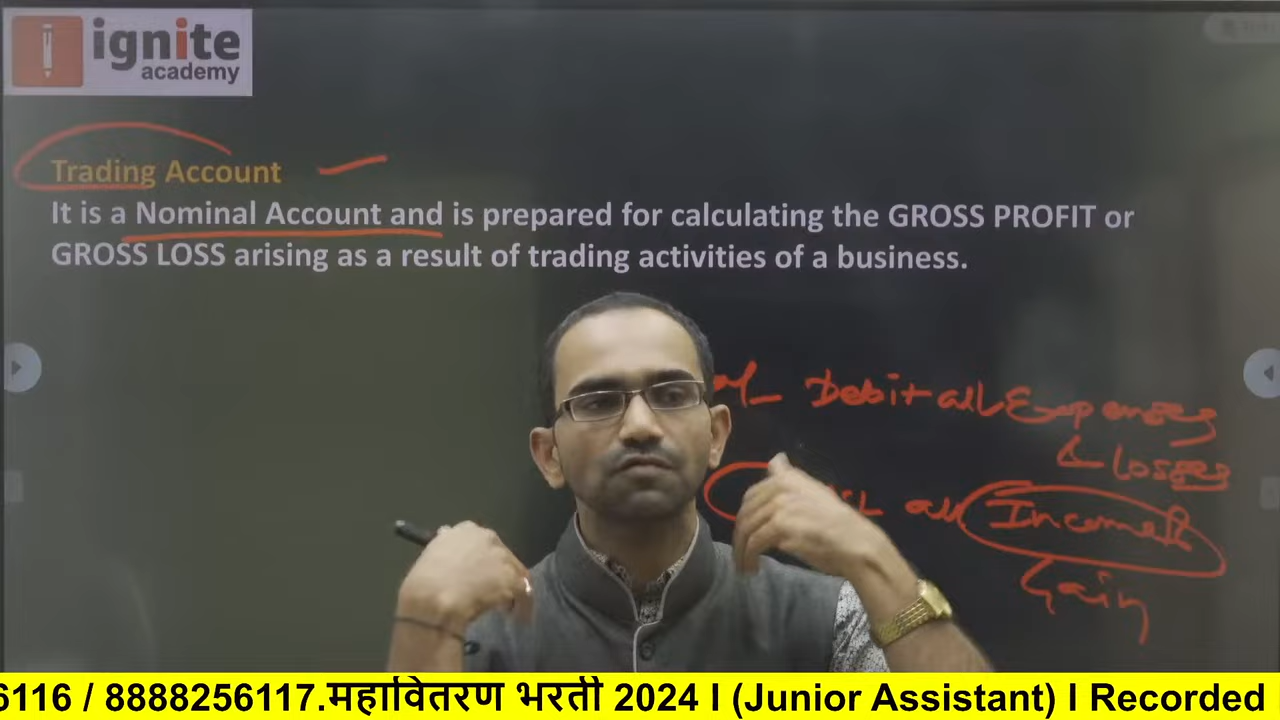 ignite
academy
Trading Account
It is a Nominal Account and is prepared for calculating the GROSS PROFIT or
GROSS LOSS arising as a result of trading activities of a business.
Debit all Expenses
& Losses
all Incomes &
Gain
6116 / 8888256117.महावितरण भरती 2024 I (Junior Assistant) I Recorded